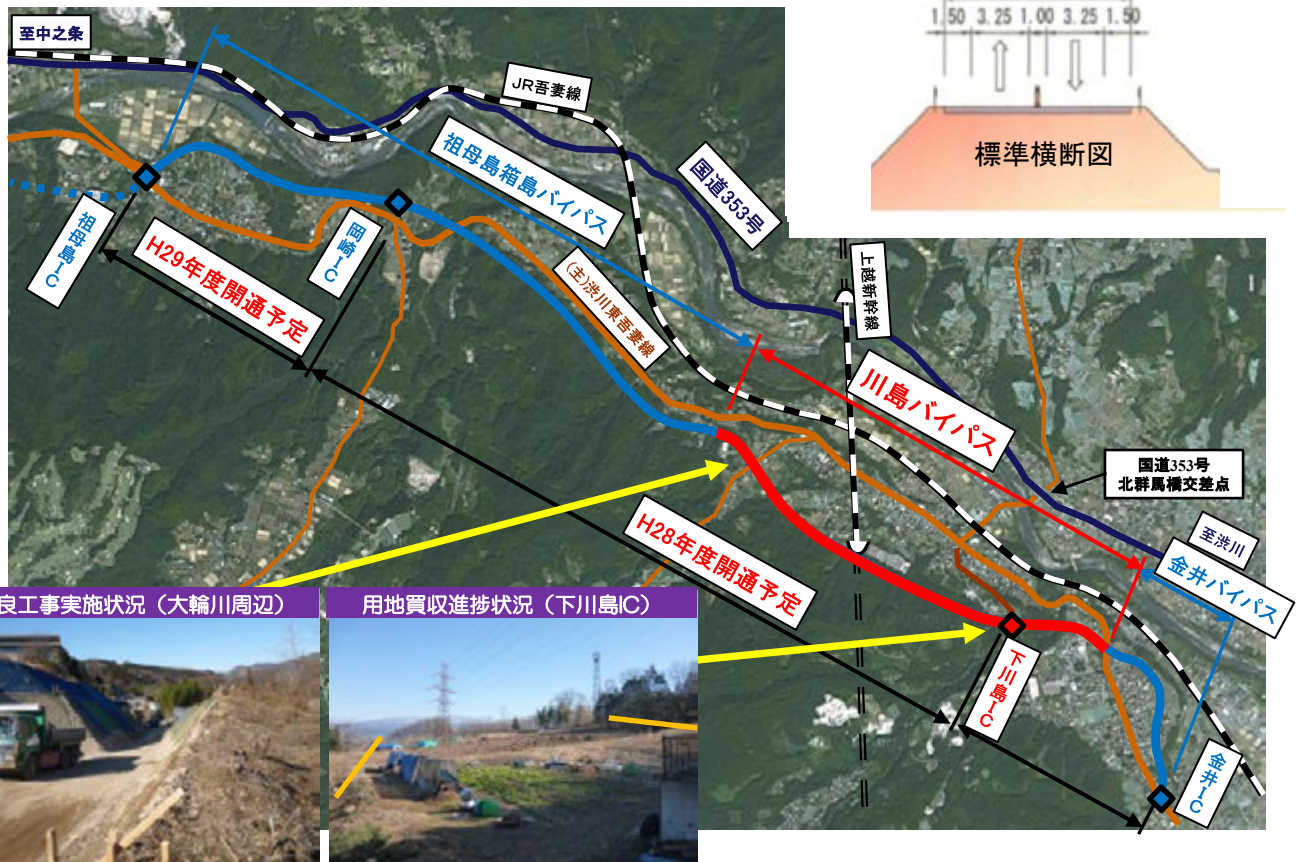 至中之条
1.50 3.25 1.00 3.25 1.50
標準横断図
JR吾妻線
祖母島箱島バイパス
国道353号
上越新幹線
祖母島IC
H29年度開通予定
岡崎IC
(主)渋川東吾妻線
川島バイパス
国道353号
北群馬橋交差点
至渋川
金井バイパス
H28年度開通予定
下川島IC
金井IC
良工事実施状況（大輪川周辺）
用地買収進捗状況（下川島IC）